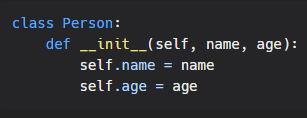 class Person:
    def __init__(self, name, age):
        self.name = name
        self.age = age